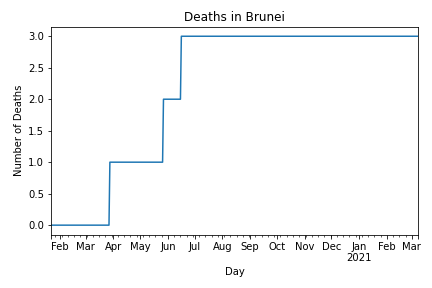 Deaths in Brunei
3.0
2.5
2.0
1.5
1.0
0.5
0.0
Number of Deaths
Feb Mar Apr May Jun Jul Aug Sep Oct Nov Dec Jan Feb Mar
2021
Day